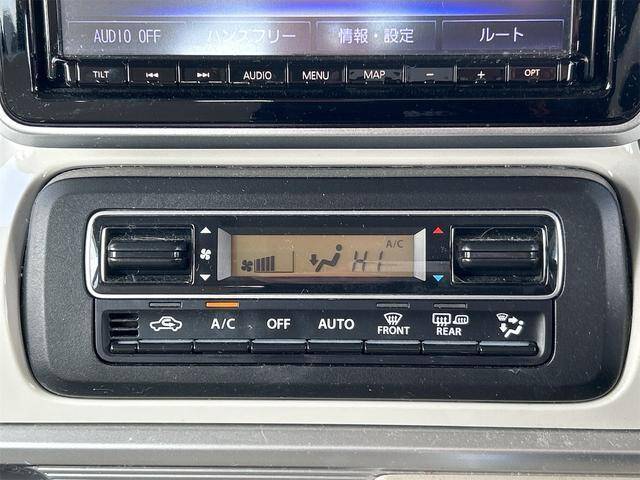 AUDIO OFF ハンズフリー 情報・設定 ルート
TILT AUDIO MENU MAP − + OPT
A/C
HI
A/C OFF AUTO FRONT REAR